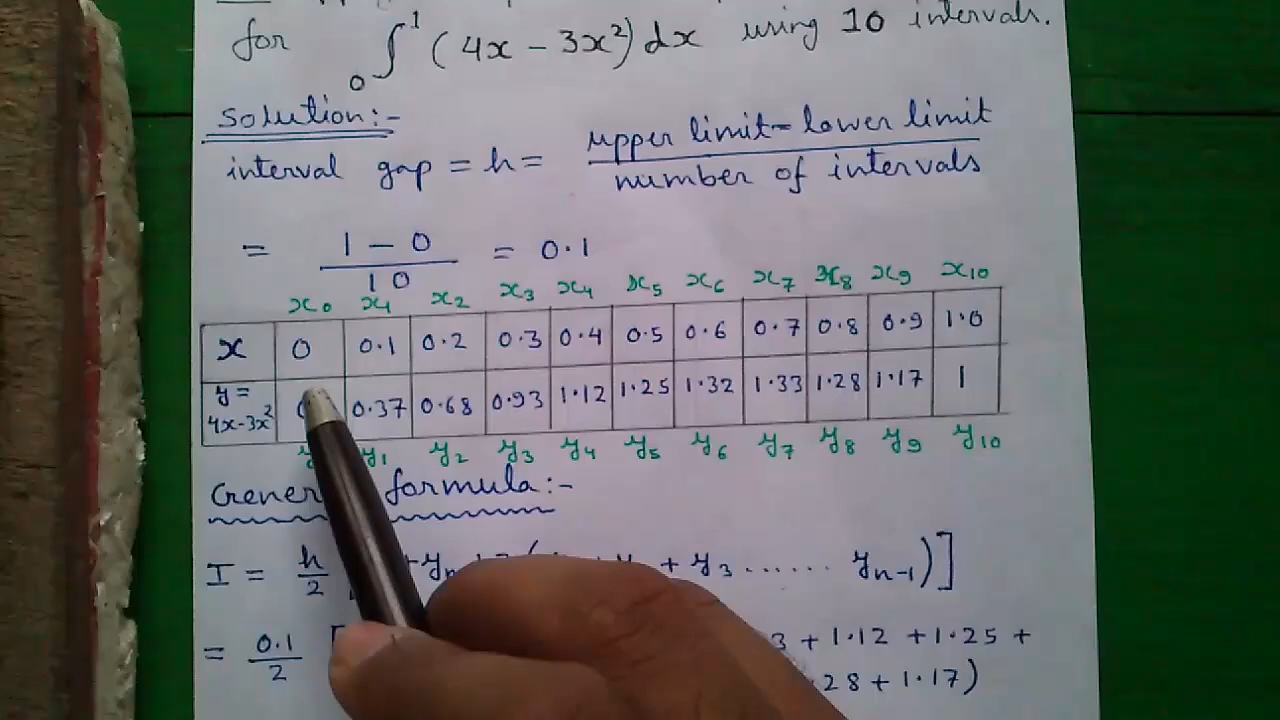 for ₀∫¹ (4x - 3x²) dx using 10 intervals.
Solution:-
interval gap = h = upper limit - lower limit
number of intervals
= 1 - 0 = 0.1
10
x₀ x₁ x₂ x₃ x₄ x₅ x₆ x₇ x₈ x₉ x₁₀
x 0 0.1 0.2 0.3 0.4 0.5 0.6 0.7 0.8 0.9 1.0
y = 4x-3x² 0.37 0.68 0.93 1.12 1.25 1.32 1.33 1.28 1.17 1
y₁ y₂ y₃ y₄ y₅ y₆ y₇ y₈ y₉ y₁₀
formula:-
I = h/2 + y₃ ...... yₙ₋₁)]
= 0.1/2 [ + 1.12 + 1.25 +
28 + 1.17)